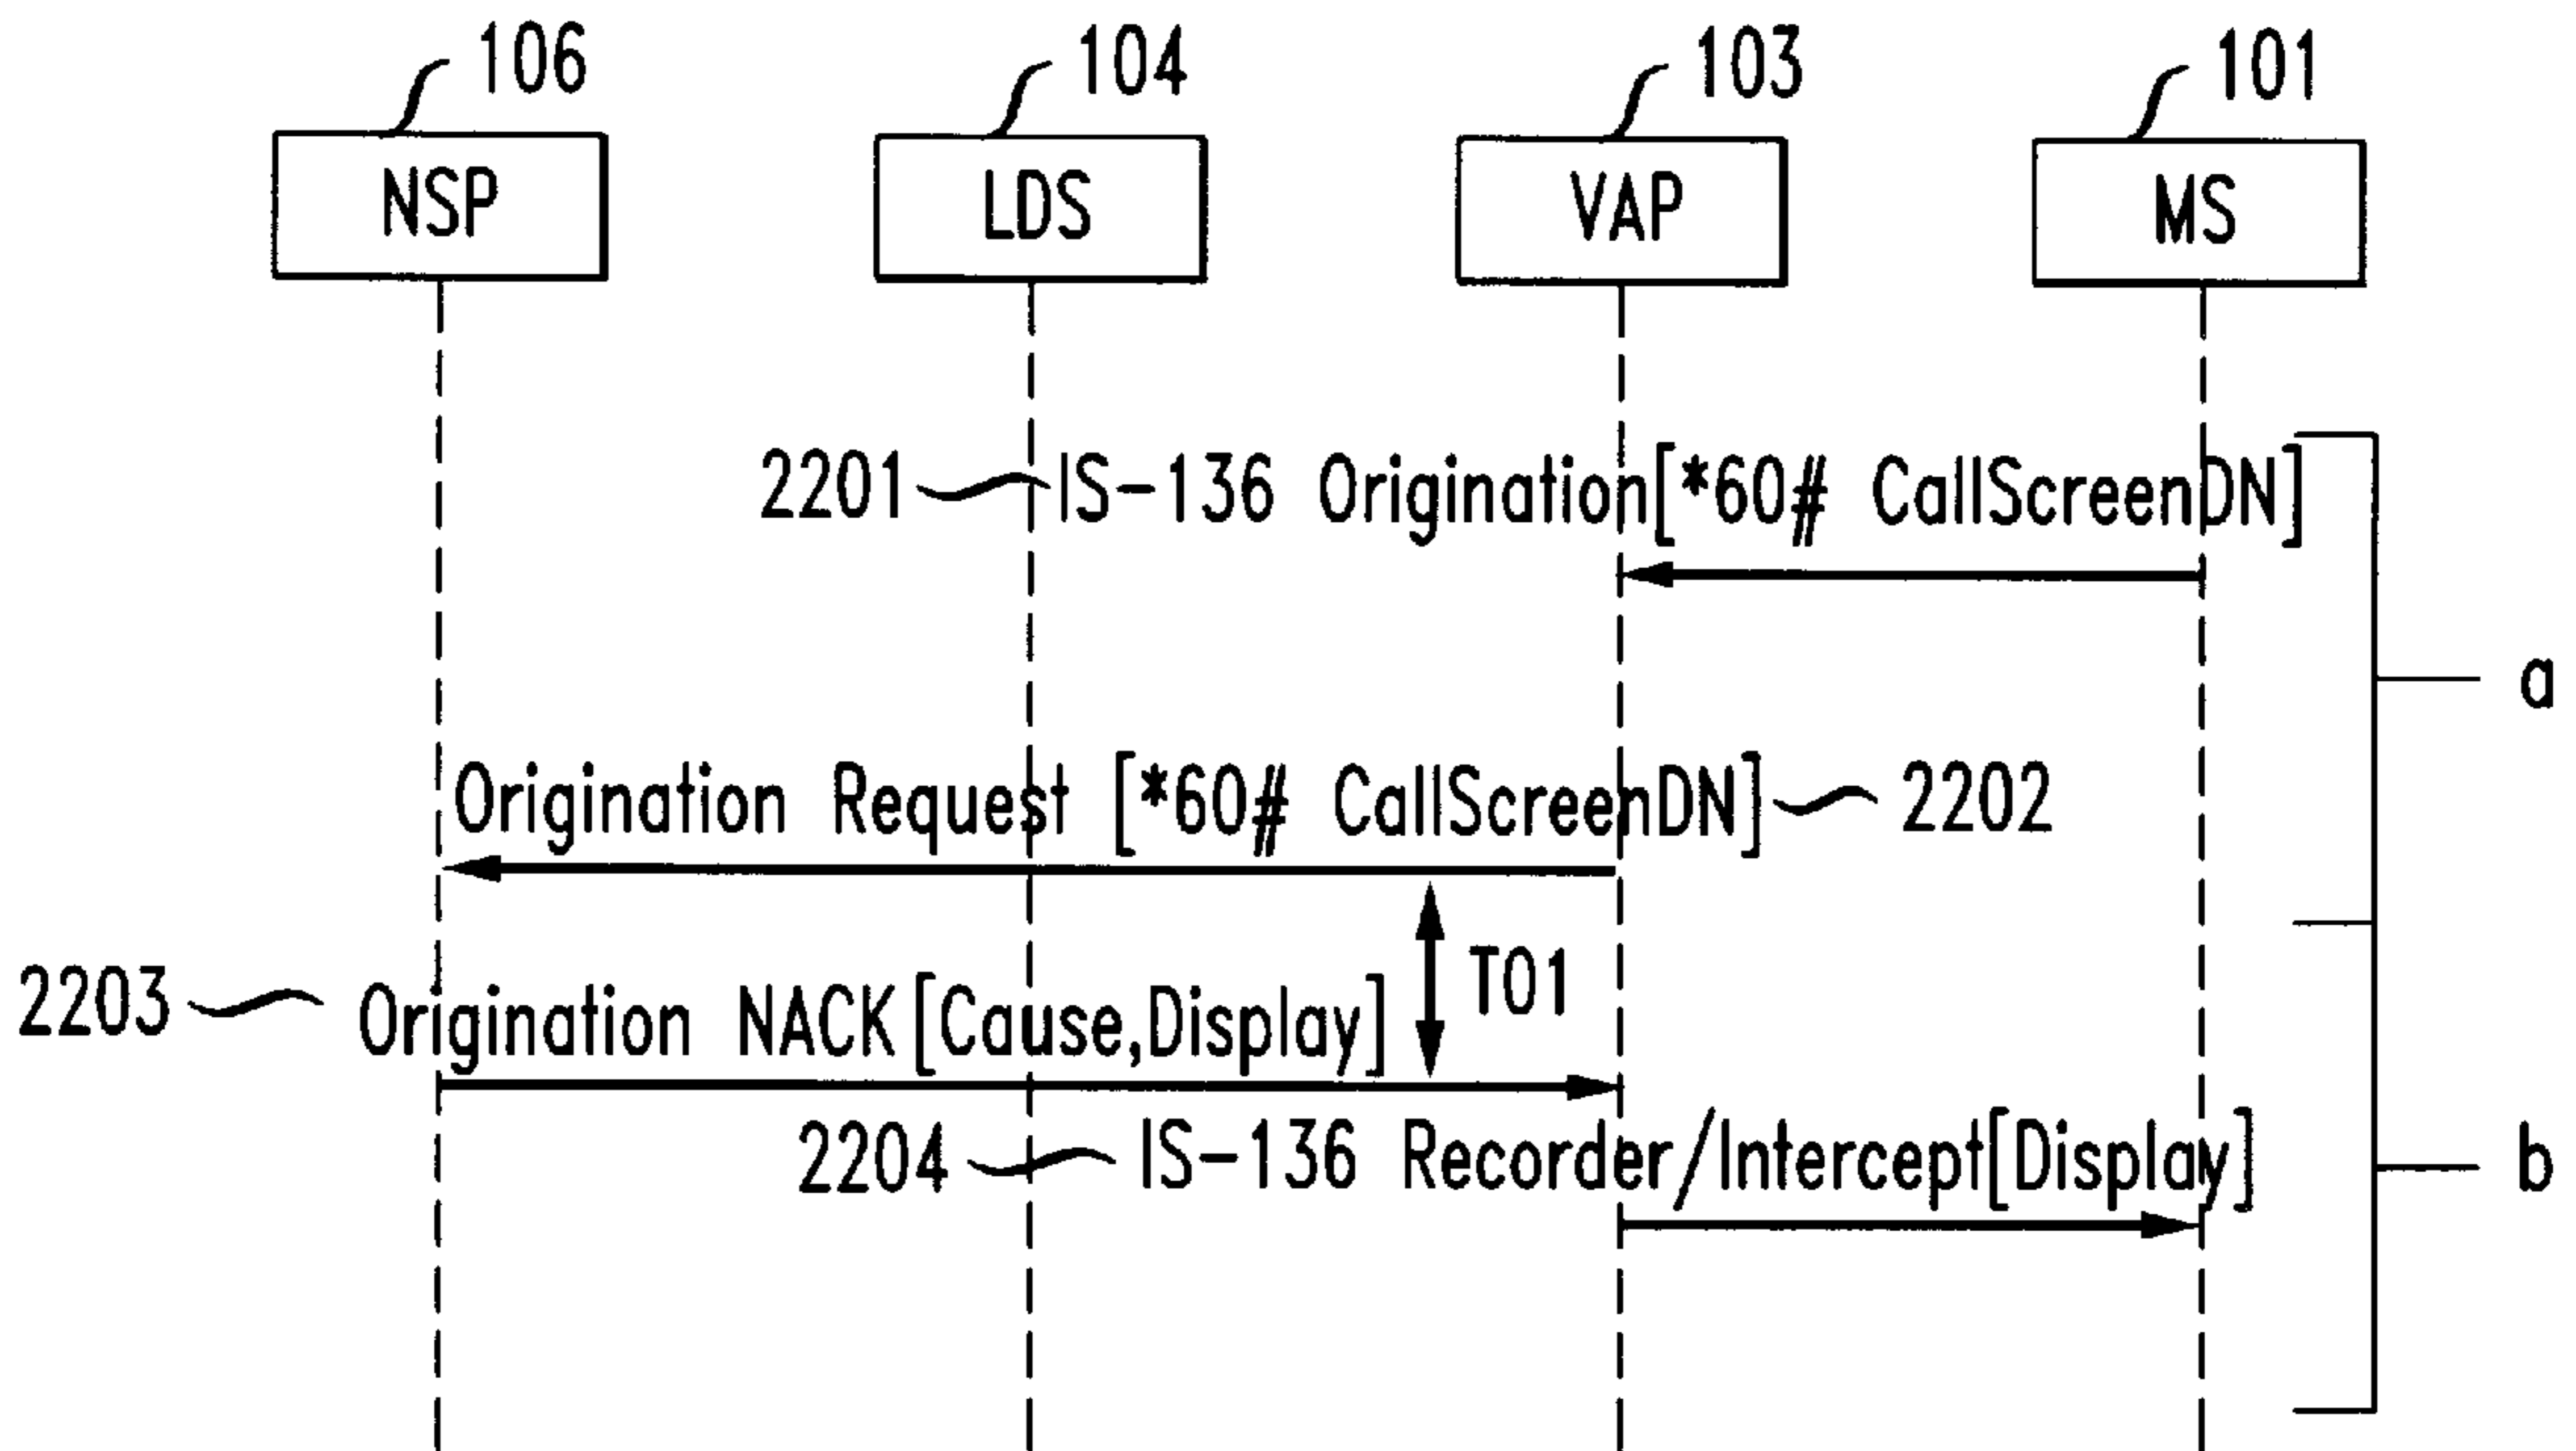 106 104 103 101
NSP LDS VAP MS
2201 IS-136 Origination[*60# CallScreenDN]
a
Origination Request [*60# CallScreenDN] 2202
T01
2203 Origination NACK[Cause,Display]
2204 IS-136 Recorder/Intercept[Display]
b